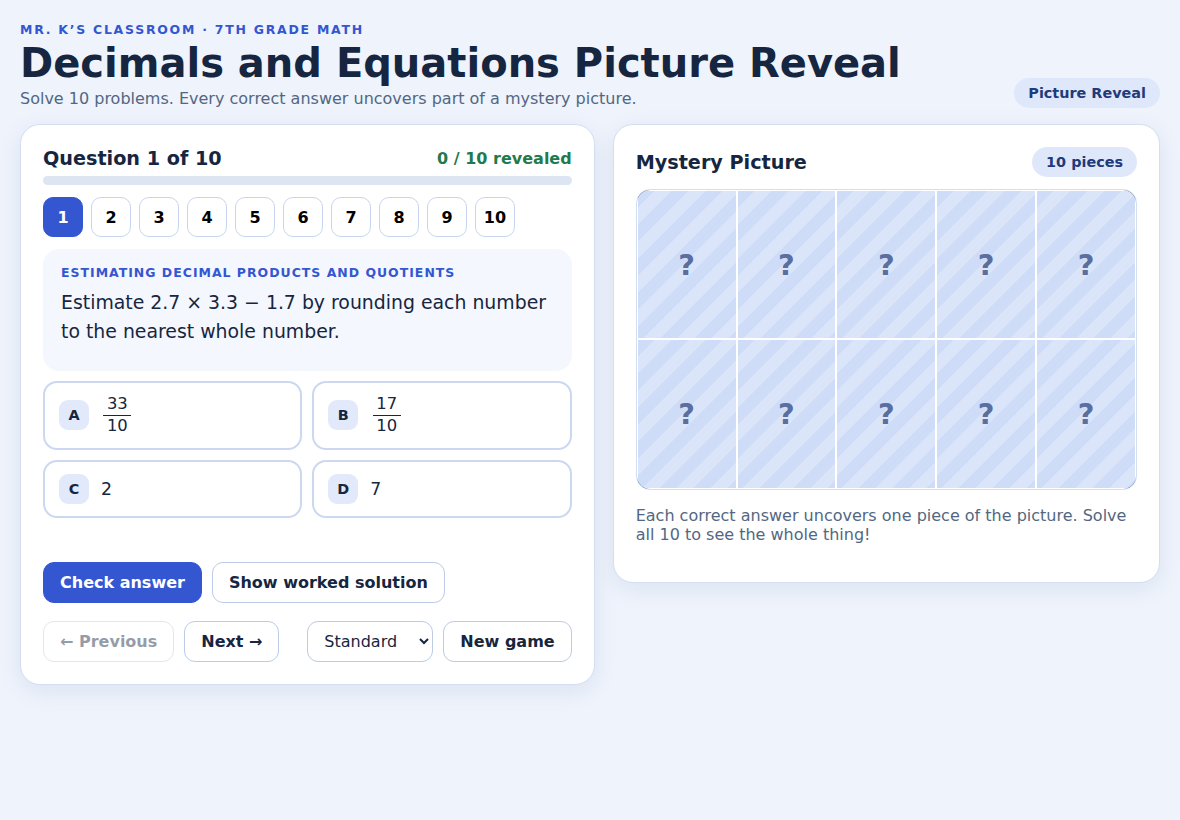 MR. K’S CLASSROOM · 7TH GRADE MATH
Decimals and Equations Picture Reveal
Solve 10 problems. Every correct answer uncovers part of a mystery picture.
Picture Reveal
Question 1 of 10
0 / 10 revealed
1 2 3 4 5 6 7 8 9 10
ESTIMATING DECIMAL PRODUCTS AND QUOTIENTS
Estimate 2.7 × 3.3 − 1.7 by rounding each number
to the nearest whole number.
A 33/10
B 17/10
C 2
D 7
Check answer
Show worked solution
← Previous
Next →
Standard
New game
Mystery Picture
10 pieces
? ? ? ? ?
? ? ? ? ?
Each correct answer uncovers one piece of the picture. Solve
all 10 to see the whole thing!